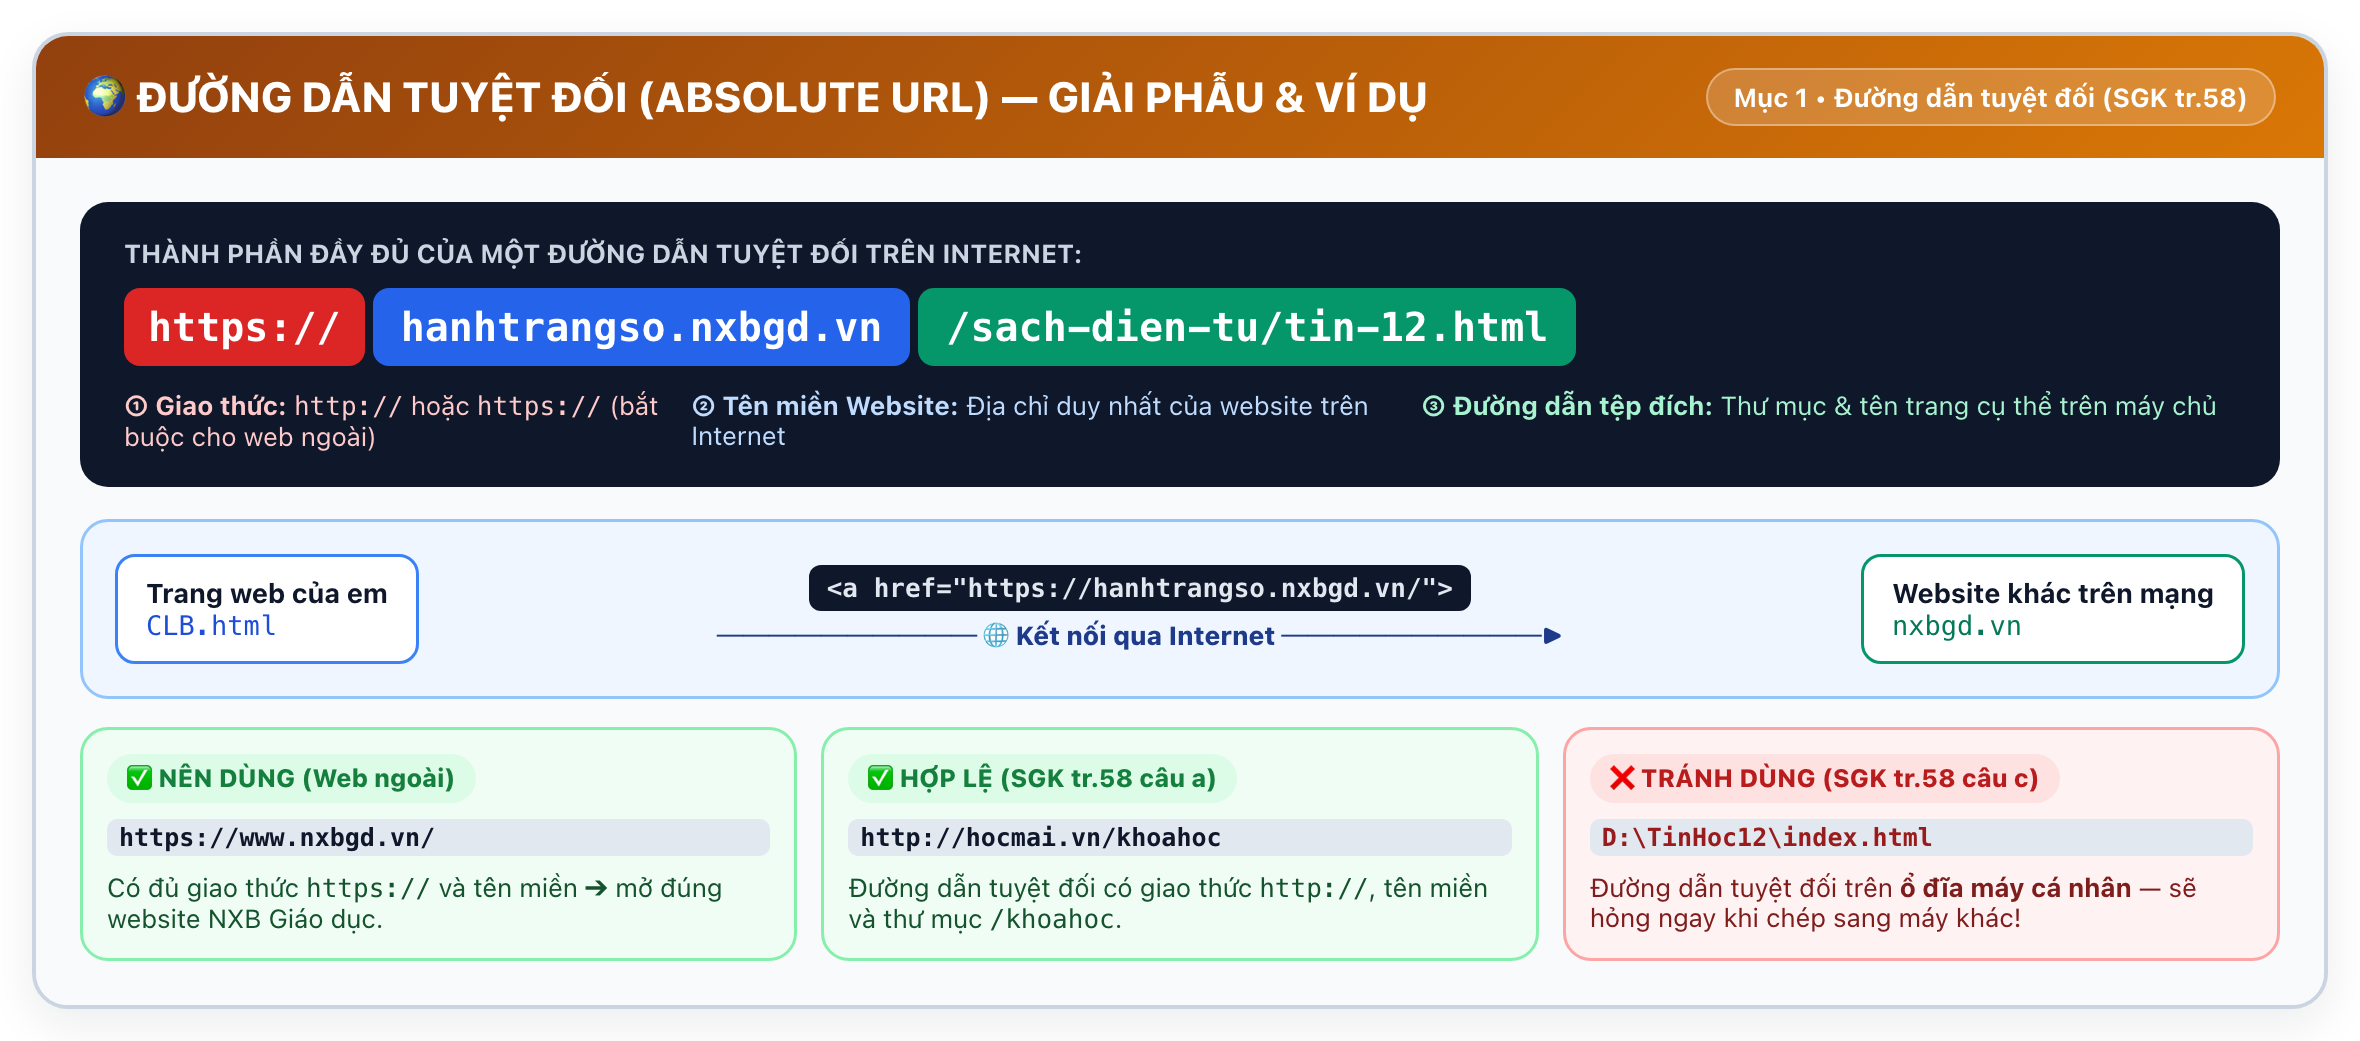 🌍 ĐƯỜNG DẪN TUYỆT ĐỐI (ABSOLUTE URL) — GIẢI PHẪU & VÍ DỤ
Mục 1 • Đường dẫn tuyệt đối (SGK tr.58)
THÀNH PHẦN ĐẦY ĐỦ CỦA MỘT ĐƯỜNG DẪN TUYỆT ĐỐI TRÊN INTERNET:
https:// hanhtrangso.nxbgd.vn /sach-dien-tu/tin-12.html
① Giao thức: http:// hoặc https:// (bắt
buộc cho web ngoài)
② Tên miền Website: Địa chỉ duy nhất của website trên
Internet
③ Đường dẫn tệp đích: Thư mục & tên trang cụ thể trên máy chủ
Trang web của em
CLB.html
<a href="https://hanhtrangso.nxbgd.vn/">
🌐 Kết nối qua Internet
Website khác trên mạng
nxbgd.vn
✅ NÊN DÙNG (Web ngoài)
https://www.nxbgd.vn/
Có đủ giao thức https:// và tên miền ➔ mở đúng
website NXB Giáo dục.
✅ HỢP LỆ (SGK tr.58 câu a)
http://hocmai.vn/khoahoc
Đường dẫn tuyệt đối có giao thức http://, tên miền
và thư mục /khoahoc.
❌ TRÁNH DÙNG (SGK tr.58 câu c)
D:\TinHoc12\index.html
Đường dẫn tuyệt đối trên ổ đĩa máy cá nhân — sẽ
hỏng ngay khi chép sang máy khác!